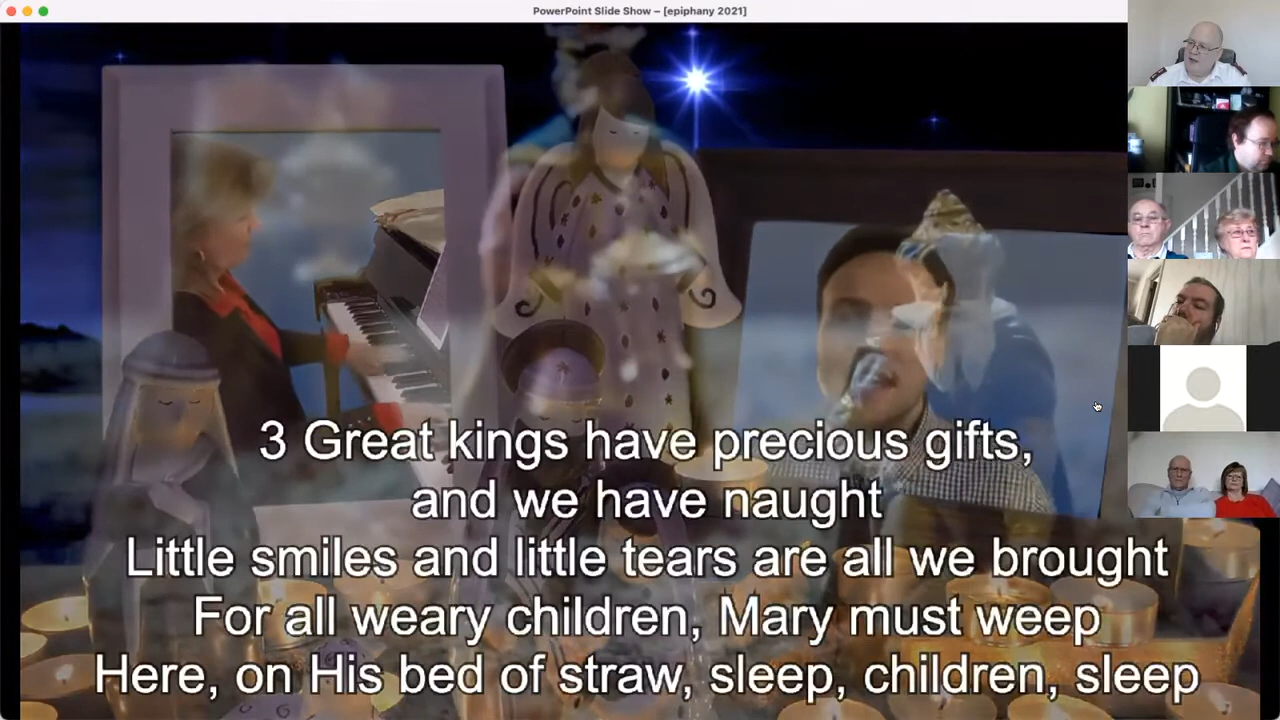 PowerPoint Slide Show – [epiphany 2021]
3 Great kings have precious gifts,
and we have naught
Little smiles and little tears are all we brought
For all weary children, Mary must weep
Here, on His bed of straw, sleep, children, sleep